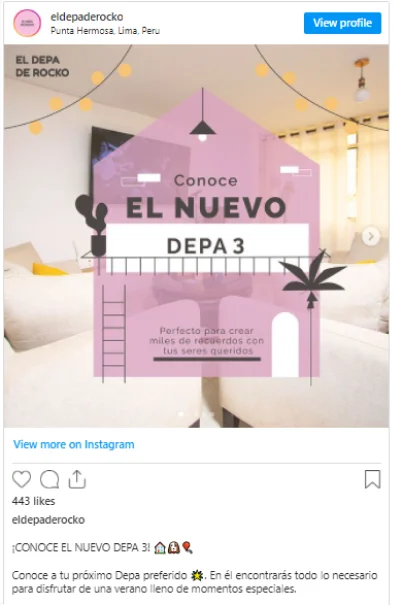 eldepaderocko
Punta Hermosa, Lima, Peru
View profile
EL DEPA
DE ROCKO
Conoce
EL NUEVO
DEPA 3
Perfecto para crear
miles de recuerdos con
tus seres queridos
View more on Instagram
443 likes
eldepaderocko
¡CONOCE EL NUEVO DEPA 3! 🏠🐶🎈
Conoce a tu próximo Depa preferido 💥. En él encontrarás todo lo necesario
para disfrutar de una verano lleno de momentos especiales.